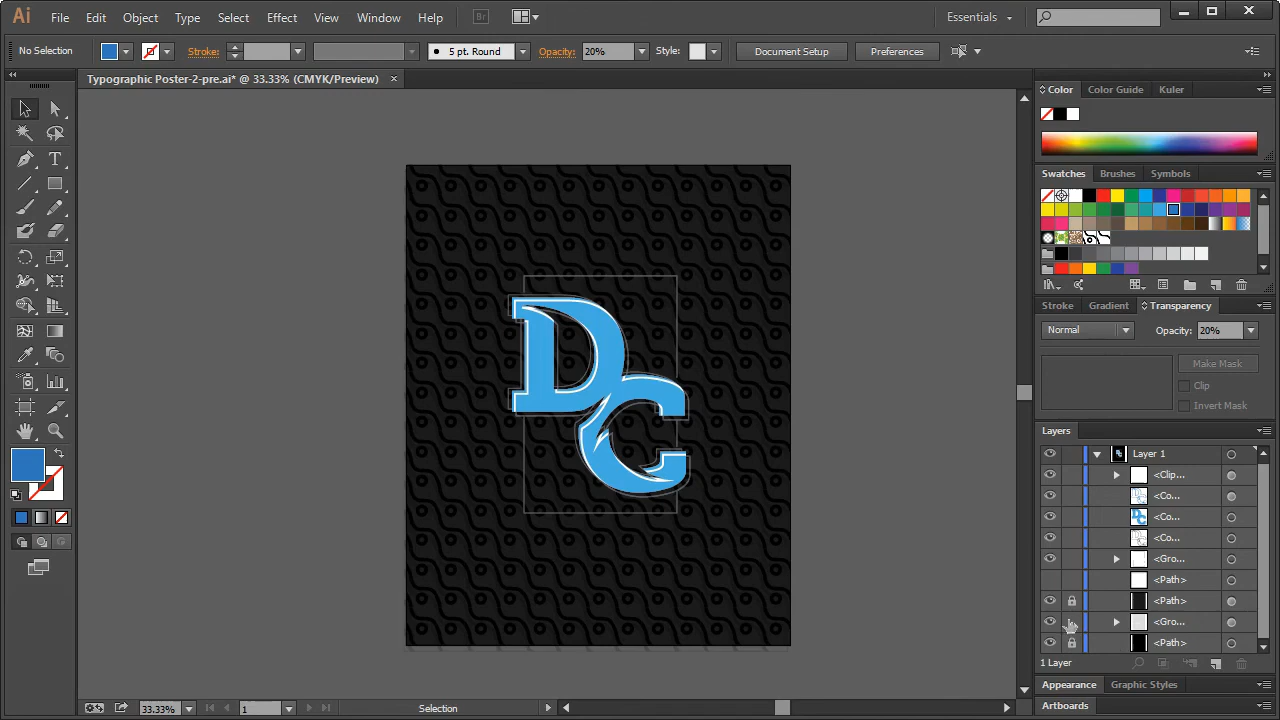 Ai File Edit Object Type Select Effect View Window Help Br Essentials
No Selection Stroke: 5 pt. Round Opacity: 20% Style: Document Setup Preferences
Typographic Poster-2-pre.ai* @ 33.33% (CMYK/Preview)
Color Color Guide Kuler
Swatches Brushes Symbols
Stroke Gradient Transparency
Normal Opacity: 20%
Make Mask
Clip
Invert Mask
DC
Layers
Layer 1
<Clip...
<Co...
<Co...
<Co...
<Gro...
<Path>
<Path>
<Gro...
<Path>
1 Layer
Appearance Graphic Styles
Artboards
33.33% 1 Selection